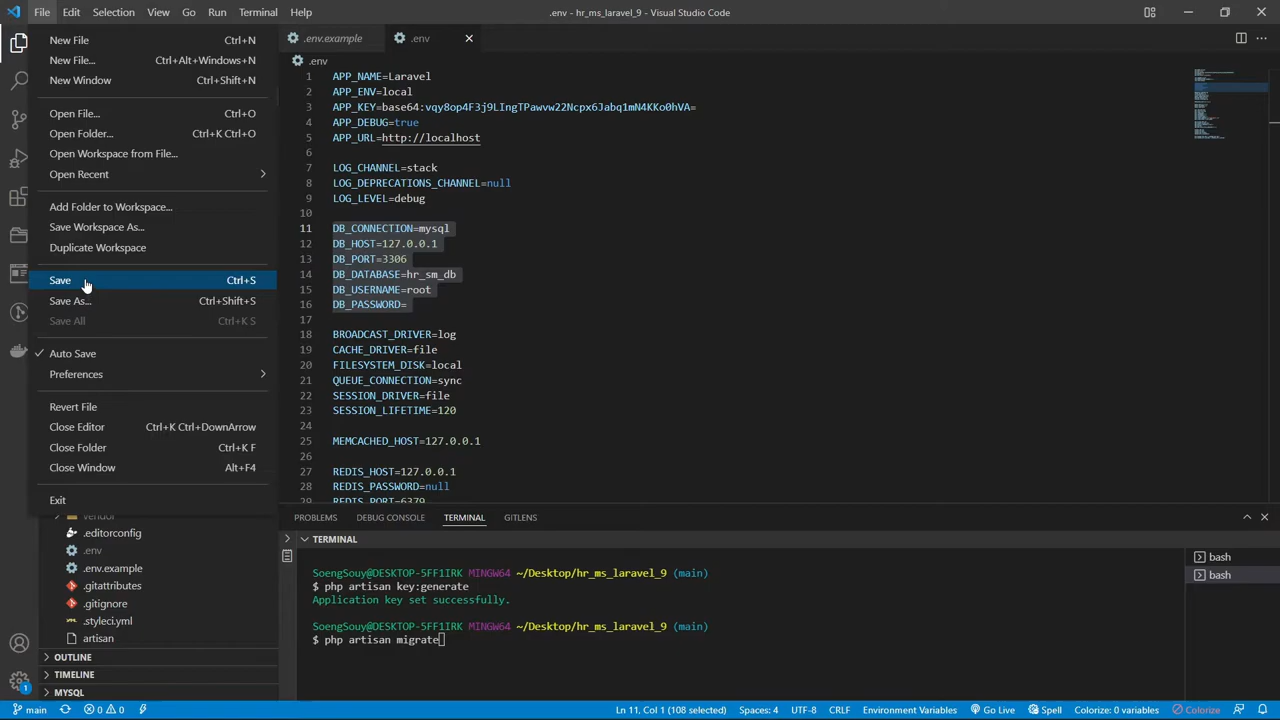 File Edit Selection View Go Run Terminal Help
.env - hr_ms_laravel_9 - Visual Studio Code
New File Ctrl+N
New File... Ctrl+Alt+Windows+N
New Window Ctrl+Shift+N
Open File... Ctrl+O
Open Folder... Ctrl+K Ctrl+O
Open Workspace from File...
Open Recent
Add Folder to Workspace...
Save Workspace As...
Duplicate Workspace
Save Ctrl+S
Save As... Ctrl+Shift+S
Save All Ctrl+K S
Auto Save
Preferences
Revert File
Close Editor Ctrl+K Ctrl+DownArrow
Close Folder Ctrl+K F
Close Window Alt+F4
Exit
vendor
.editorconfig
.env
.env.example
.gitattributes
.gitignore
.styleci.yml
artisan
OUTLINE
TIMELINE
MYSQL
.env.example .env
.env
1 APP_NAME=Laravel
2 APP_ENV=local
3 APP_KEY=base64:vqy8op4F3j9LIngTPawvw22Ncpx6Jabq1mN4KKo0hVA=
4 APP_DEBUG=true
5 APP_URL=http://localhost
6
7 LOG_CHANNEL=stack
8 LOG_DEPRECATIONS_CHANNEL=null
9 LOG_LEVEL=debug
10
11 DB_CONNECTION=mysql
12 DB_HOST=127.0.0.1
13 DB_PORT=3306
14 DB_DATABASE=hr_sm_db
15 DB_USERNAME=root
16 DB_PASSWORD=
17
18 BROADCAST_DRIVER=log
19 CACHE_DRIVER=file
20 FILESYSTEM_DISK=local
21 QUEUE_CONNECTION=sync
22 SESSION_DRIVER=file
23 SESSION_LIFETIME=120
24
25 MEMCACHED_HOST=127.0.0.1
26
27 REDIS_HOST=127.0.0.1
28 REDIS_PASSWORD=null
29 REDIS_PORT=6379
PROBLEMS DEBUG CONSOLE TERMINAL GITLENS
TERMINAL
SoengSouy@DESKTOP-5FF1IRK MINGW64 ~/Desktop/hr_ms_laravel_9 (main)
$ php artisan key:generate
Application key set successfully.
SoengSouy@DESKTOP-5FF1IRK MINGW64 ~/Desktop/hr_ms_laravel_9 (main)
$ php artisan migrate
bash
bash
1
main 0 0 Ln 11, Col 1 (108 selected) Spaces: 4 UTF-8 CRLF Environment Variables Go Live Spell Colorize: 0 variables Colorize